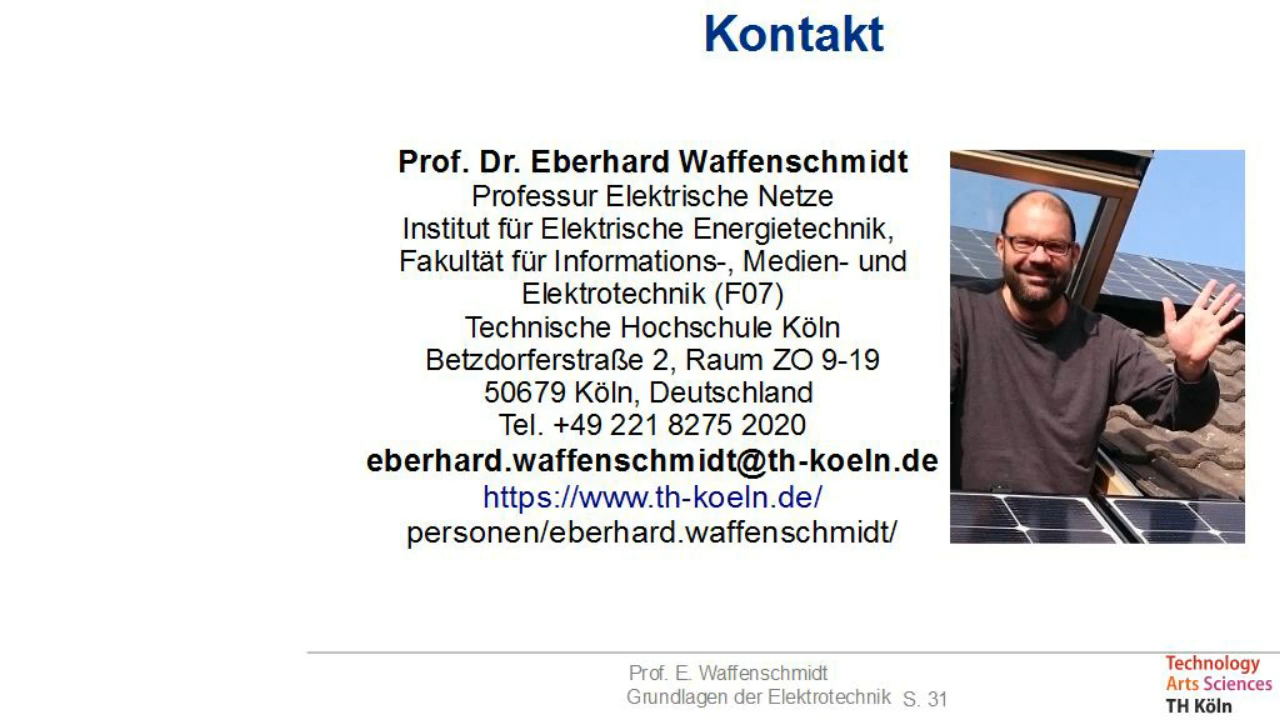 Kontakt
Prof. Dr. Eberhard Waffenschmidt
Professur Elektrische Netze
Institut für Elektrische Energietechnik,
Fakultät für Informations-, Medien- und
Elektrotechnik (F07)
Technische Hochschule Köln
Betzdorferstraße 2, Raum ZO 9-19
50679 Köln, Deutschland
Tel. +49 221 8275 2020
eberhard.waffenschmidt@th-koeln.de
https://www.th-koeln.de/
personen/eberhard.waffenschmidt/
Prof. E. Waffenschmidt
Grundlagen der Elektrotechnik S. 31
Technology
Arts Sciences
TH Köln